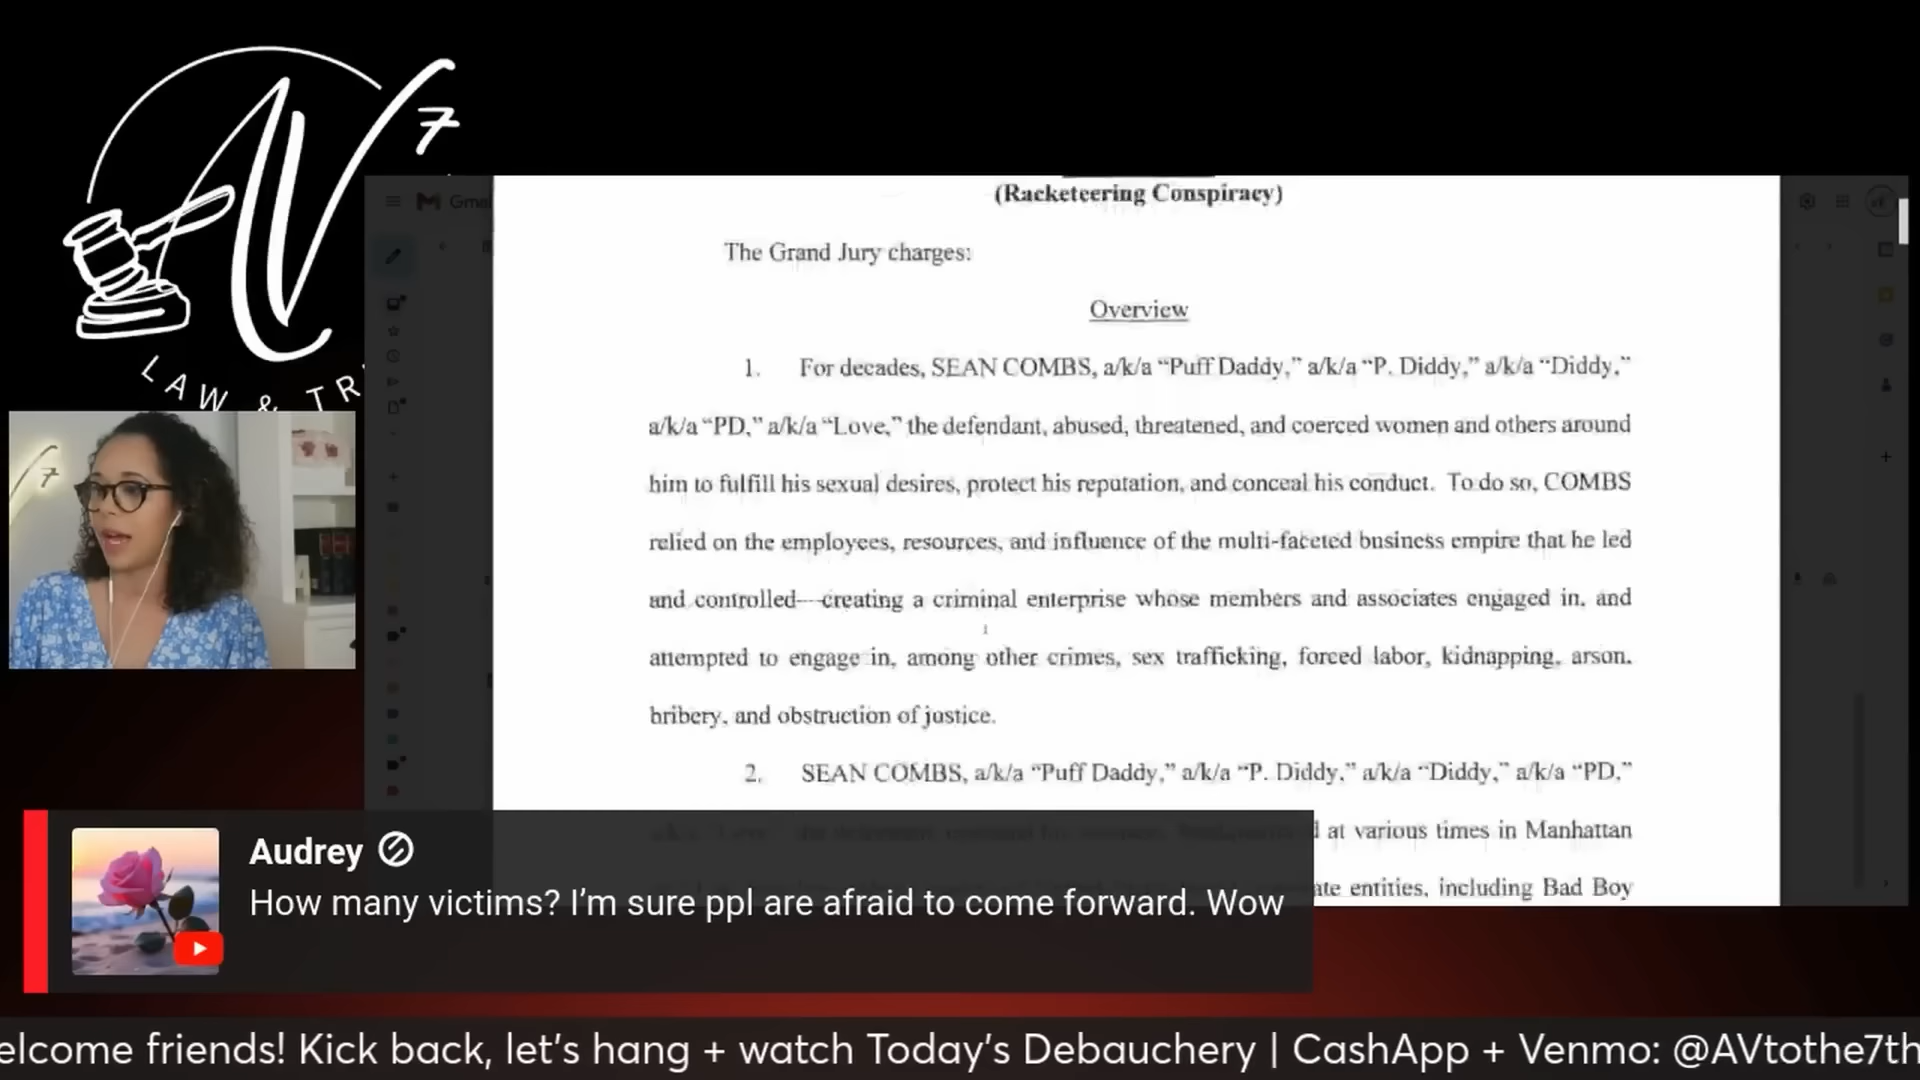 AV 7
LAW & TR
Gmai
(Racketeering Conspiracy)
The Grand Jury charges:
Overview
1. For decades, SEAN COMBS, a/k/a “Puff Daddy,” a/k/a “P. Diddy,” a/k/a “Diddy,”
a/k/a “PD,” a/k/a “Love,” the defendant, abused, threatened, and coerced women and others around
him to fulfill his sexual desires, protect his reputation, and conceal his conduct. To do so, COMBS
relied on the employees, resources, and influence of the multi-faceted business empire that he led
and controlled—creating a criminal enterprise whose members and associates engaged in, and
attempted to engage in, among other crimes, sex trafficking, forced labor, kidnapping, arson,
bribery, and obstruction of justice.
2. SEAN COMBS, a/k/a “Puff Daddy,” a/k/a “P. Diddy,” a/k/a “Diddy,” a/k/a “PD,”
at various times in Manhattan
entities, including Bad Boy
Audrey
How many victims? I’m sure ppl are afraid to come forward. Wow
elcome friends! Kick back, let’s hang + watch Today’s Debauchery | CashApp + Venmo: @AVtothe7th